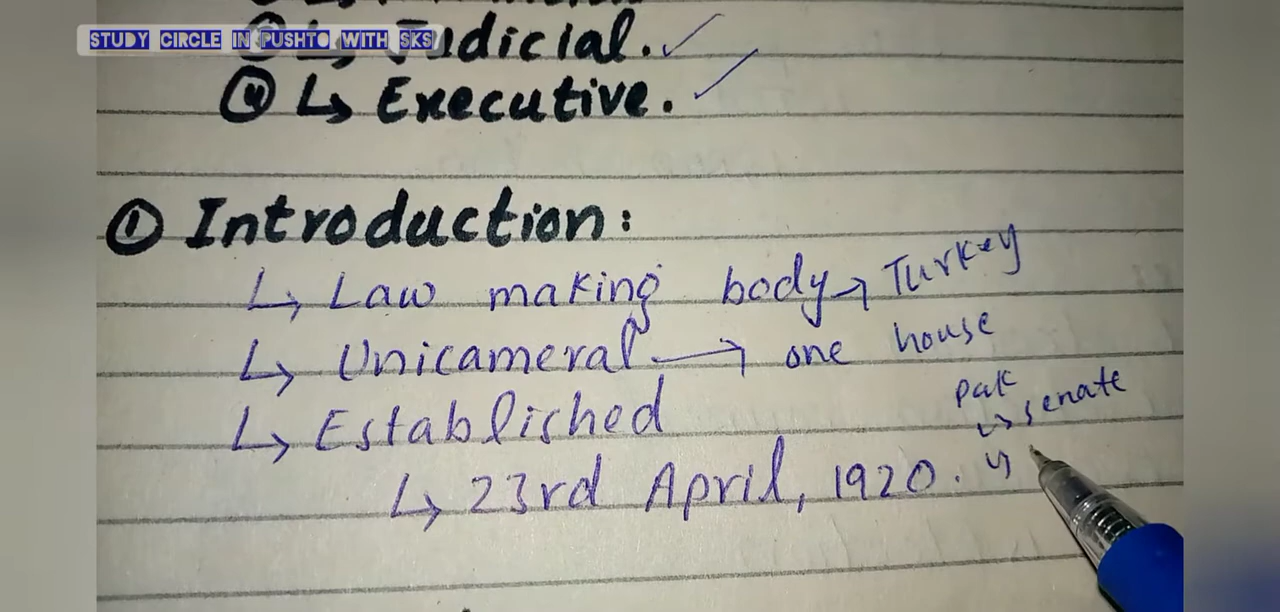 STUDY CIRCLE IN PUSHTO WITH SKS
Judicial.
④ ↳ Executive.
① Introduction:
↳ Law making body → Turkey
↳ Unicameral → one house
↳ Established
Pak
↳ senate
↳ 23rd April, 1920.